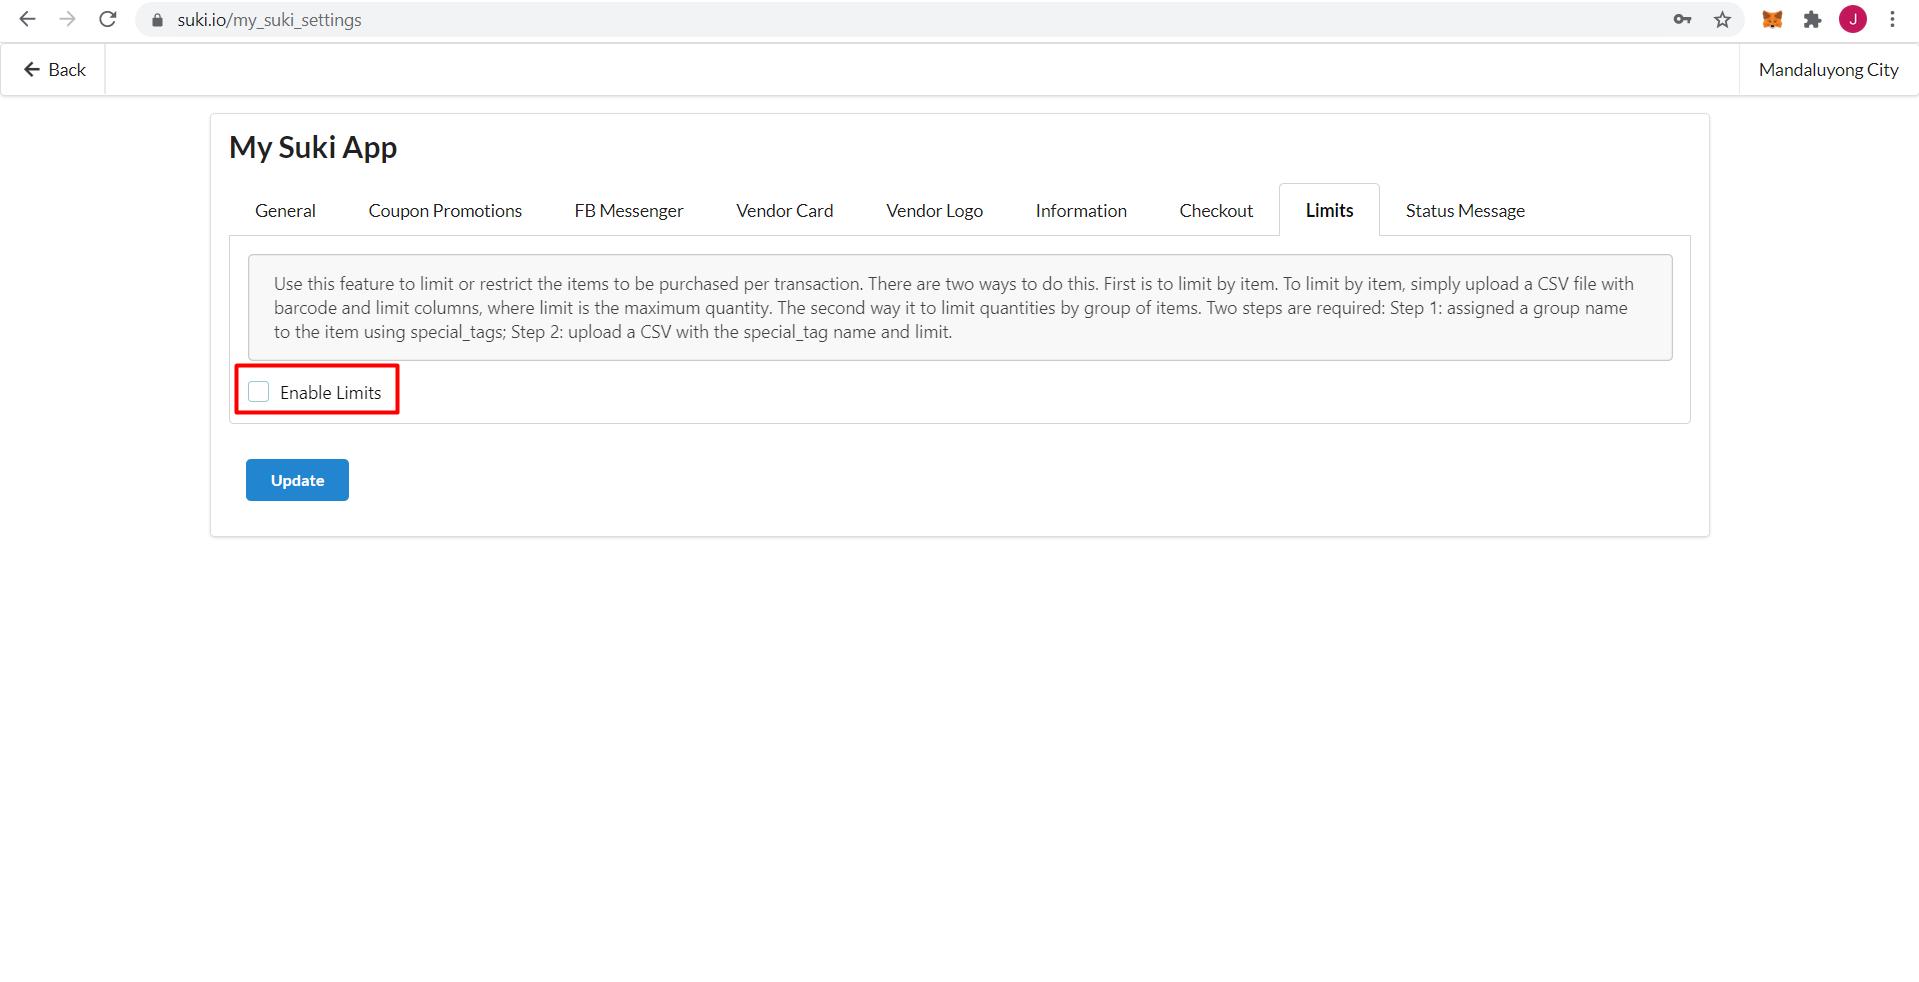 suki.io/my_suki_settings
J
Back
Mandaluyong City
My Suki App
General
Coupon Promotions
FB Messenger
Vendor Card
Vendor Logo
Information
Checkout
Limits
Status Message
Use this feature to limit or restrict the items to be purchased per transaction. There are two ways to do this. First is to limit by item. To limit by item, simply upload a CSV file with
barcode and limit columns, where limit is the maximum quantity. The second way it to limit quantities by group of items. Two steps are required: Step 1: assigned a group name
to the item using special_tags; Step 2: upload a CSV with the special_tag name and limit.
Enable Limits
Update